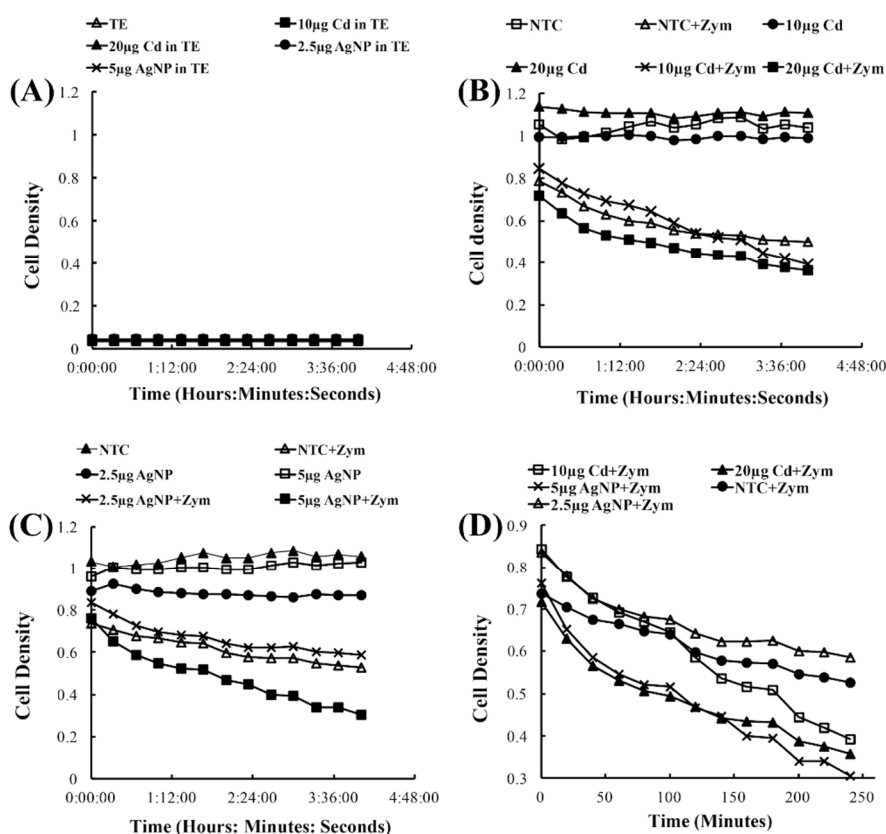 TE
10µg Cd in TE
20µg Cd in TE
2.5µg AgNP in TE
5µg AgNP in TE
(A)
1.2
1
0.8
0.6
0.4
0.2
0
Cell Density
0:00:00 1:12:00 2:24:00 3:36:00 4:48:00
Time (Hours:Minutes:Seconds)
NTC NTC+Zym 10µg Cd
20µg Cd 10µg Cd+Zym 20µg Cd+Zym
(B)
1.2
1
0.8
0.6
0.4
0.2
0
Cell density
0:00:00 1:12:00 2:24:00 3:36:00 4:48:00
Time (Hours:Minutes:Seconds)
NTC NTC+Zym
2.5µg AgNP 5µg AgNP
2.5µg AgNP+Zym 5µg AgNP+Zym
(C)
1.2
1
0.8
0.6
0.4
0.2
0
Cell Density
0:00:00 1:12:00 2:24:00 3:36:00 4:48:00
Time (Hours: Minutes: Seconds)
10µg Cd+Zym 20µg Cd+Zym
5µg AgNP+Zym NTC+Zym
2.5µg AgNP+Zym
(D)
0.9
0.8
0.7
0.6
0.5
0.4
0.3
Cell Density
0 50 100 150 200 250
Time (Minutes)